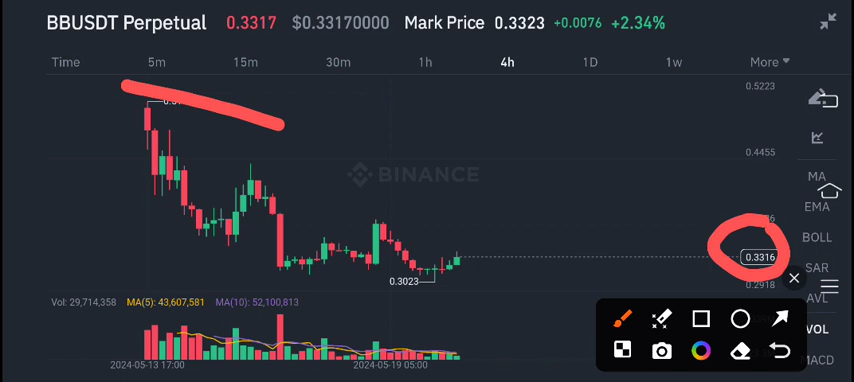 BBUSDT Perpetual 0.3317 $0.33170000 Mark Price 0.3323 +0.0076 +2.34%
Time 5m 15m 30m 1h 4h 1D 1w More
0.5223
0.4455
MA
BINANCE
EMA
BOLL
0.3316
SAR
0.3023
0.2918
AVL
Vol: 29,714,358 MA(5): 43,607,581 MA(10): 52,100,813
VOL
MACD
2024-05-13 17:00 2024-05-19 05:00